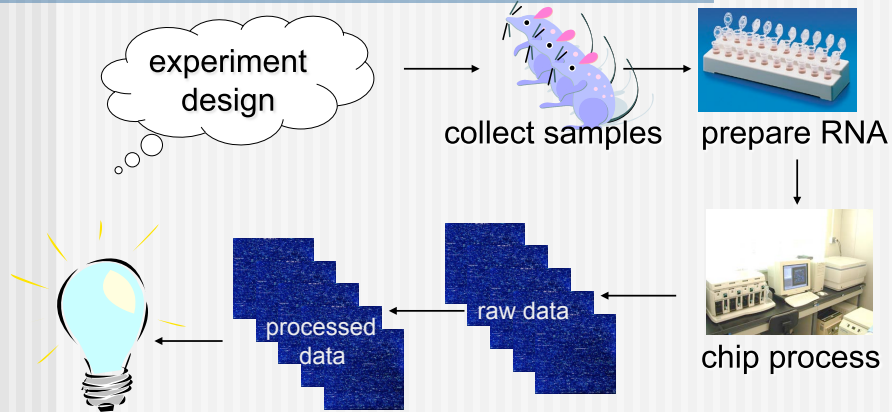 experiment
design
collect samples
prepare RNA
chip process
raw data
processed
data